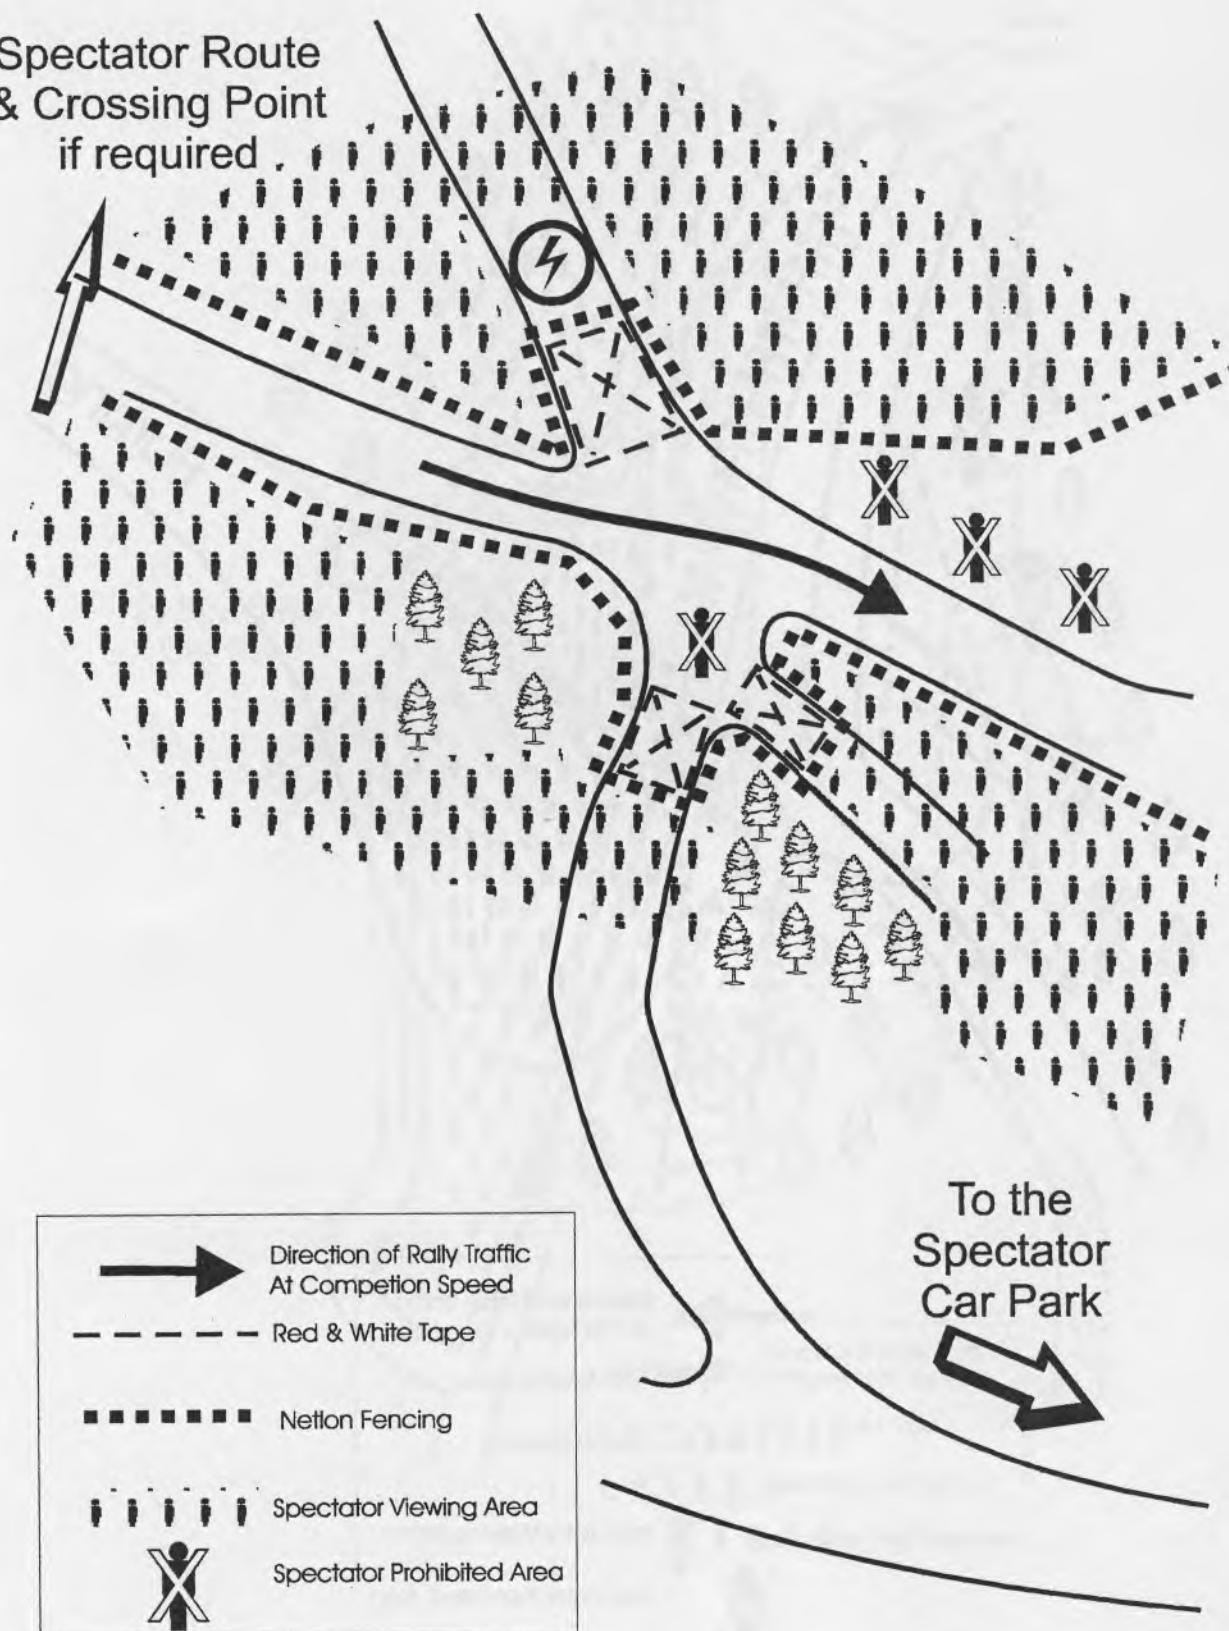 Spectator Route
& Crossing Point
if required
To the
Spectator
Car Park
Direction of Rally Traffic
At Competion Speed
Red & White Tape
Netlon Fencing
Spectator Viewing Area
Spectator Prohibited Area